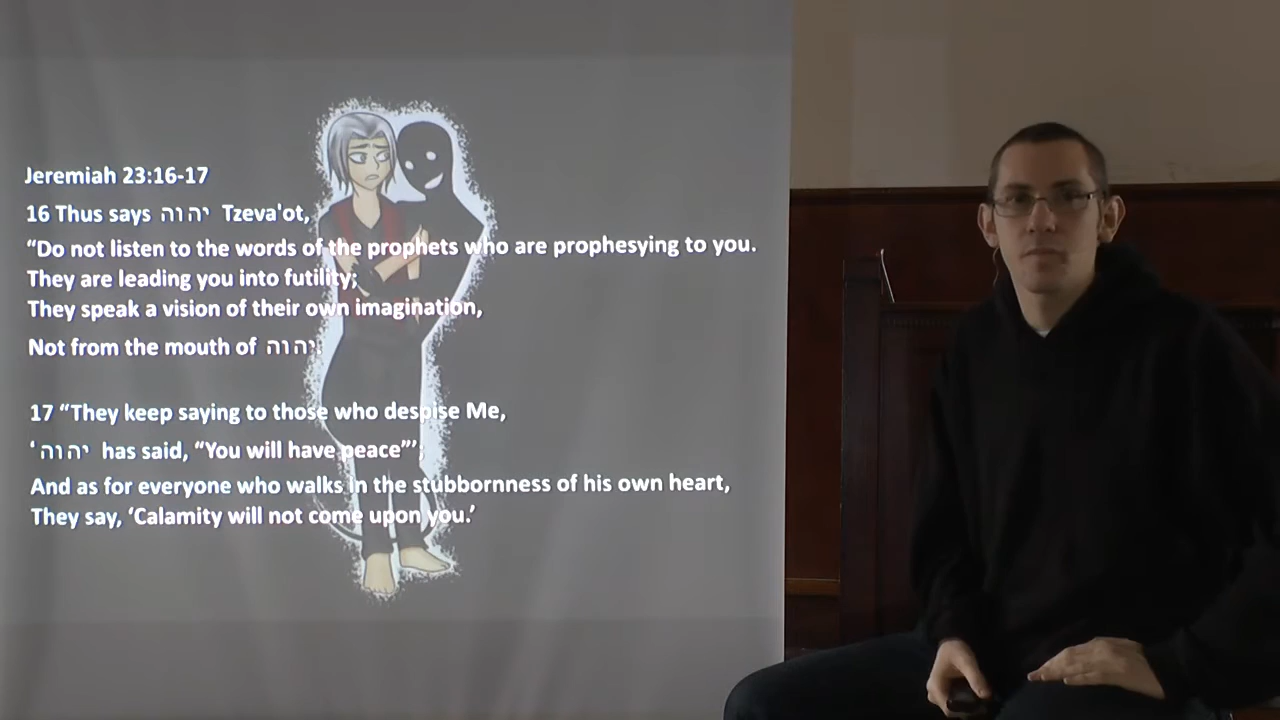 Jeremiah 23:16-17
16 Thus says יהוה Tzeva'ot,
“Do not listen to the words of the prophets who are prophesying to you.
They are leading you into futility;
They speak a vision of their own imagination,
Not from the mouth of יהוה.
17 “They keep saying to those who despise Me,
‘יהוה has said, “You will have peace”’;
And as for everyone who walks in the stubbornness of his own heart,
They say, ‘Calamity will not come upon you.’